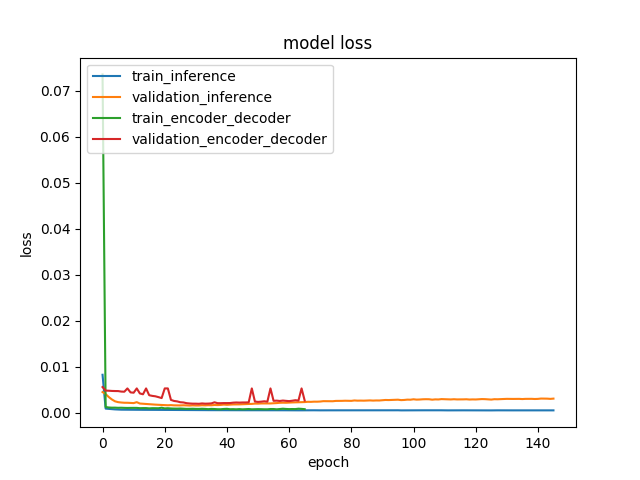 model loss
train_inference
validation_inference
train_encoder_decoder
validation_encoder_decoder
0.07
0.06
0.05
0.04
0.03
0.02
0.01
0.00
loss
0 20 40 60 80 100 120 140
epoch